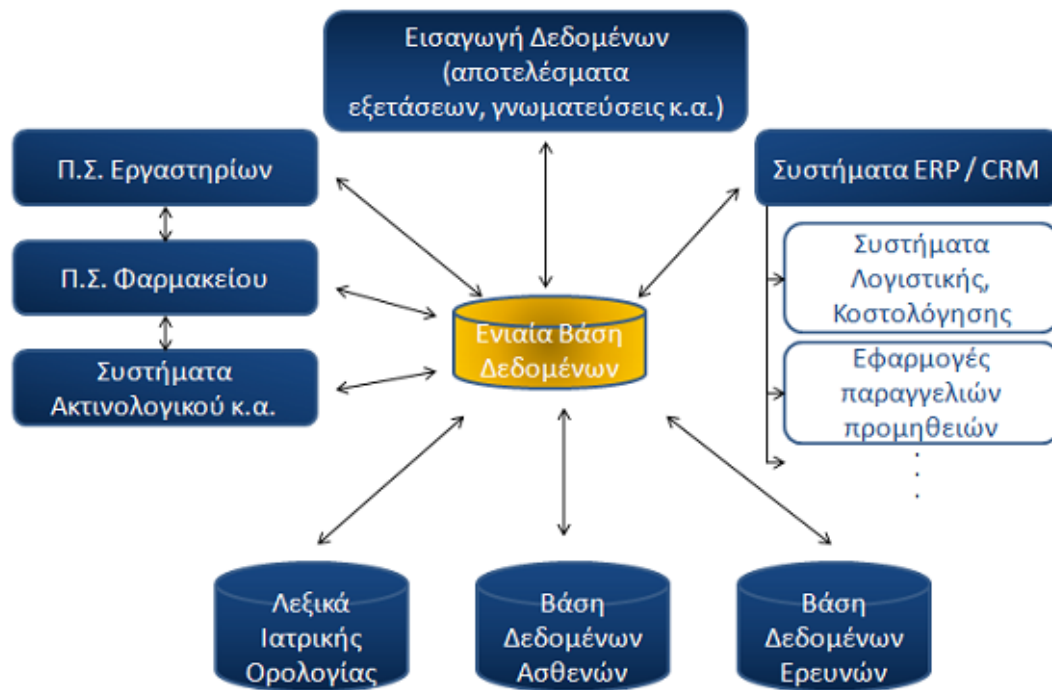 Εισαγωγή Δεδομένων
(αποτελέσματα
εξετάσεων, γνωματεύσεις κ.α.)
Π.Σ. Εργαστηρίων
Π.Σ. Φαρμακείου
Συστήματα
Ακτινολογικού κ.α.
Ενιαία Βάση
Δεδομένων
Συστήματα ERP / CRM
Συστήματα
Λογιστικής,
Κοστολόγησης
Εφαρμογές
παραγγελιών
προμηθειών
.
.
.
Λεξικά
Ιατρικής
Ορολογίας
Βάση
Δεδομένων
Ασθενών
Βάση
Δεδομένων
Ερευνών